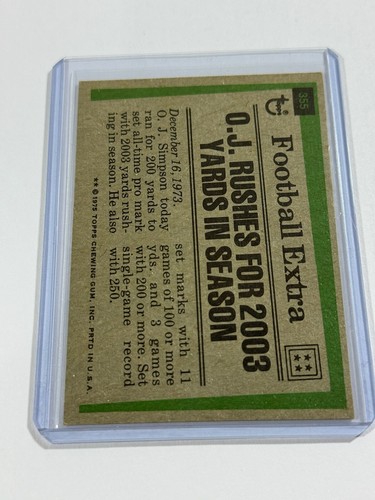 355
Football Extra
O.J. RUSHES FOR 2003
YARDS IN SEASON
December 16, 1973.
O. J. Simpson today
ran for 200 yards to
set all-time pro mark
with 2003 yards rush-
ing in season. He also
set marks with 11
games of 100 or more
yds. and 3 games
with 200 or more. Set
single-game record
with 250.
** © 1975 TOPPS CHEWING GUM, INC. PRTD IN U.S.A.